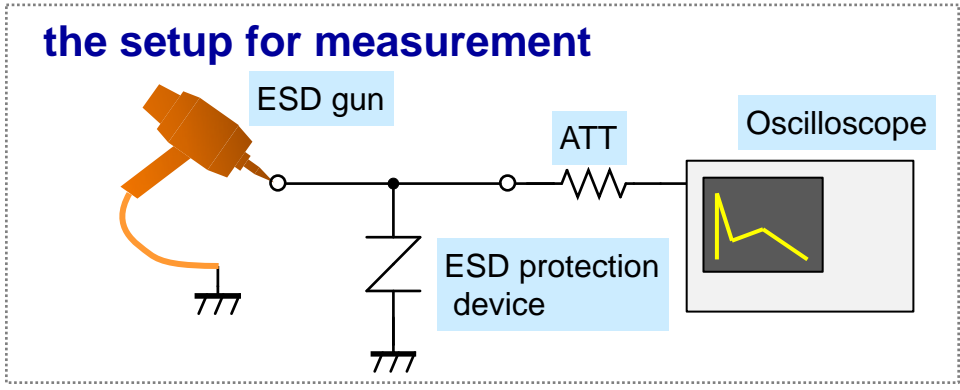 the setup for measurement
ESD gun
ATT
Oscilloscope
ESD protection
device